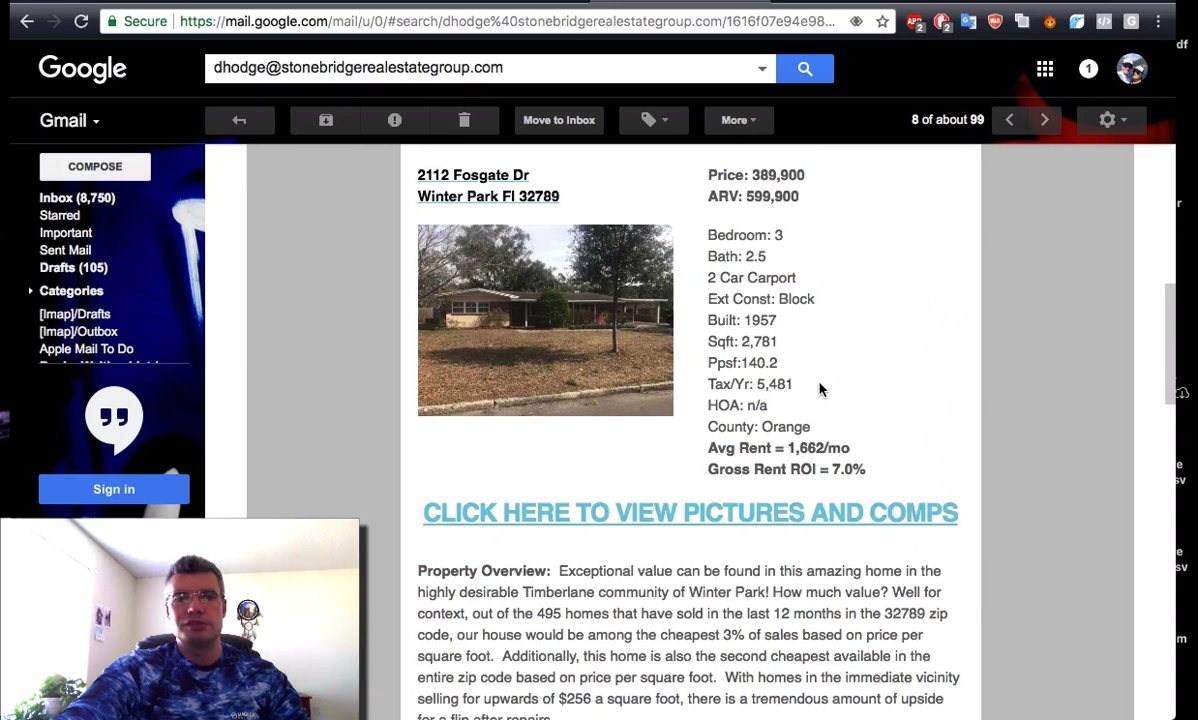 Secure
https://mail.google.com/mail/u/0/#search/dhodge%40stonebridgerealestategroup.com/1616f07e94e98...
2
2
G
df
Google
dhodge@stonebridgerealestategroup.com
1
Gmail
Move to Inbox
More
8 of about 99
COMPOSE
Inbox (8,750)
Starred
Important
Sent Mail
Drafts (105)
Categories
[Imap]/Drafts
[Imap]/Outbox
Apple Mail To Do
Sign in
2112 Fosgate Dr
Winter Park Fl 32789
Price: 389,900
ARV: 599,900
Bedroom: 3
Bath: 2.5
2 Car Carport
Ext Const: Block
Built: 1957
Sqft: 2,781
Ppsf:140.2
Tax/Yr: 5,481
HOA: n/a
County: Orange
Avg Rent = 1,662/mo
Gross Rent ROI = 7.0%
CLICK HERE TO VIEW PICTURES AND COMPS
Property Overview: Exceptional value can be found in this amazing home in the
highly desirable Timberlane community of Winter Park! How much value? Well for
context, out of the 495 homes that have sold in the last 12 months in the 32789 zip
code, our house would be among the cheapest 3% of sales based on price per
square foot. Additionally, this home is also the second cheapest available in the
entire zip code based on price per square foot. With homes in the immediate vicinity
selling for upwards of $256 a square foot, there is a tremendous amount of upside
for a flip after repairs.